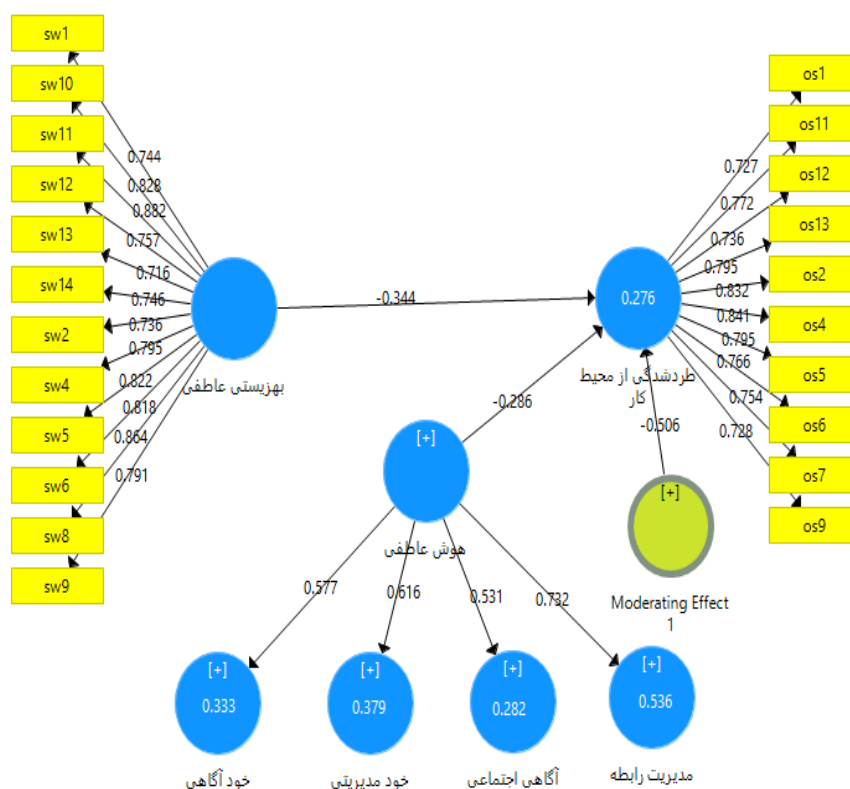 sw1
sw10
sw11
sw12
sw13
sw14
sw2
sw4
sw5
sw6
sw8
sw9
0.744
0.828
0.882
0.757
0.716
0.746
0.736
0.795
0.822
0.818
0.864
0.791
بهزیستی عاطفی
-0.344
0.276
طردشدگی از محیط
کار
os1
os11
os12
os13
os2
os4
os5
os6
os7
os9
0.727
0.772
0.736
0.795
0.832
0.841
0.795
0.766
0.754
0.728
-0.286
-0.506
[+]
هوش عاطفی
[+]
Moderating Effect
1
0.577
0.616
0.531
0.732
[+]
0.333
خود آگاهی
[+]
0.379
خود مدیریتی
[+]
0.282
آگاهی اجتماعی
[+]
0.536
مدیریت رابطه